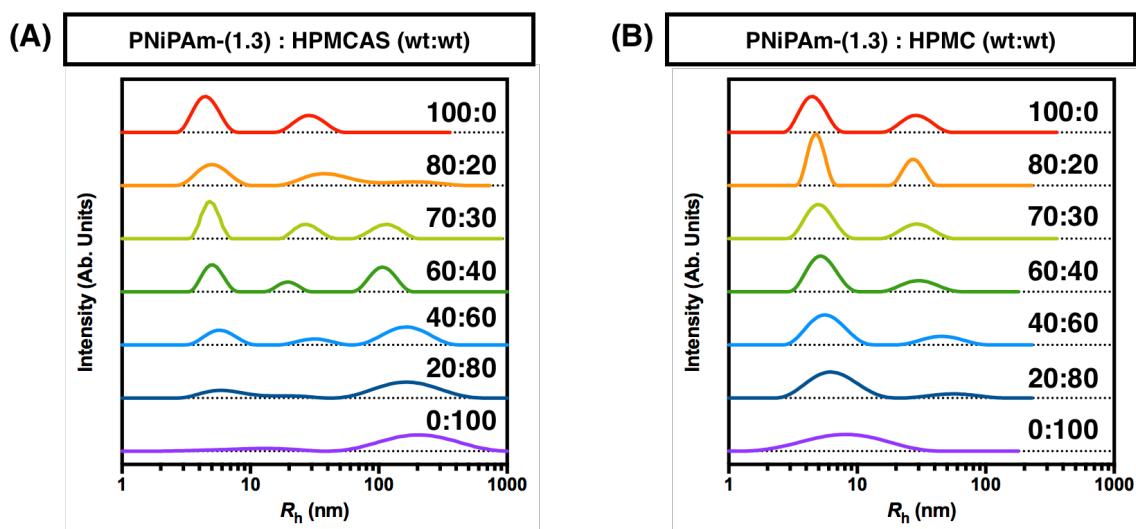 (A)
PNiPAm-(1.3) : HPMCAS (wt:wt)
Intensity (Ab. Units)
100:0
80:20
70:30
60:40
40:60
20:80
0:100
1 10 100 1000
Rh (nm)
(B)
PNiPAm-(1.3) : HPMC (wt:wt)
Intensity (Ab. Units)
100:0
80:20
70:30
60:40
40:60
20:80
0:100
1 10 100 1000
Rh (nm)